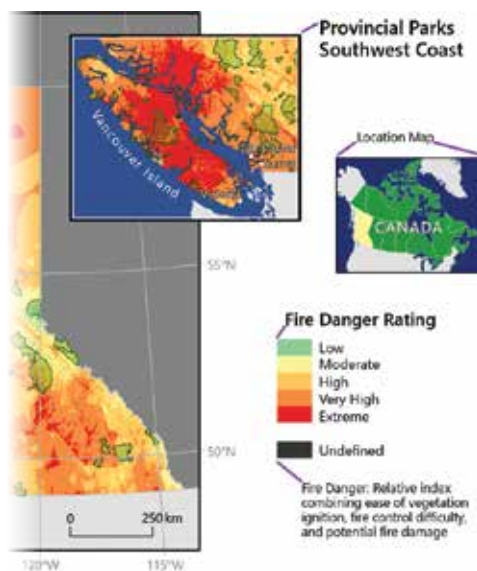 Provincial Parks
Southwest Coast
Vancouver Island
Location Map
CANADA
55°N
Fire Danger Rating
Low
Moderate
High
Very High
Extreme
50°N
Undefined
Fire Danger: Relative index
combining ease of vegetation
ignition, fire control difficulty,
and potential fire damage
0 250 km
120°W 115°W